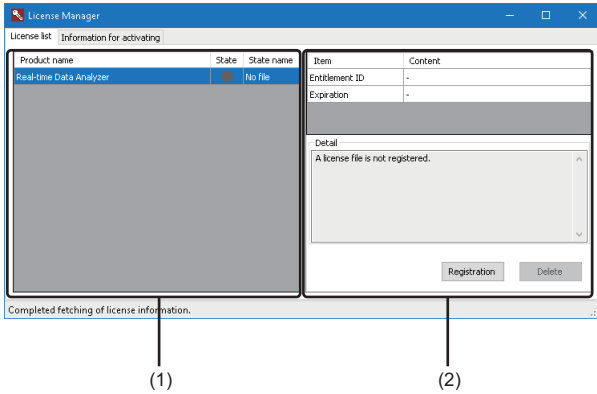 License Manager
License list Information for activating
Product name State State name
Real-time Data Analyzer No file
Item Content
Entitlement ID -
Expiration -
Detail
A license file is not registered.
Registration Delete
Completed fetching of license information.
(1) (2)